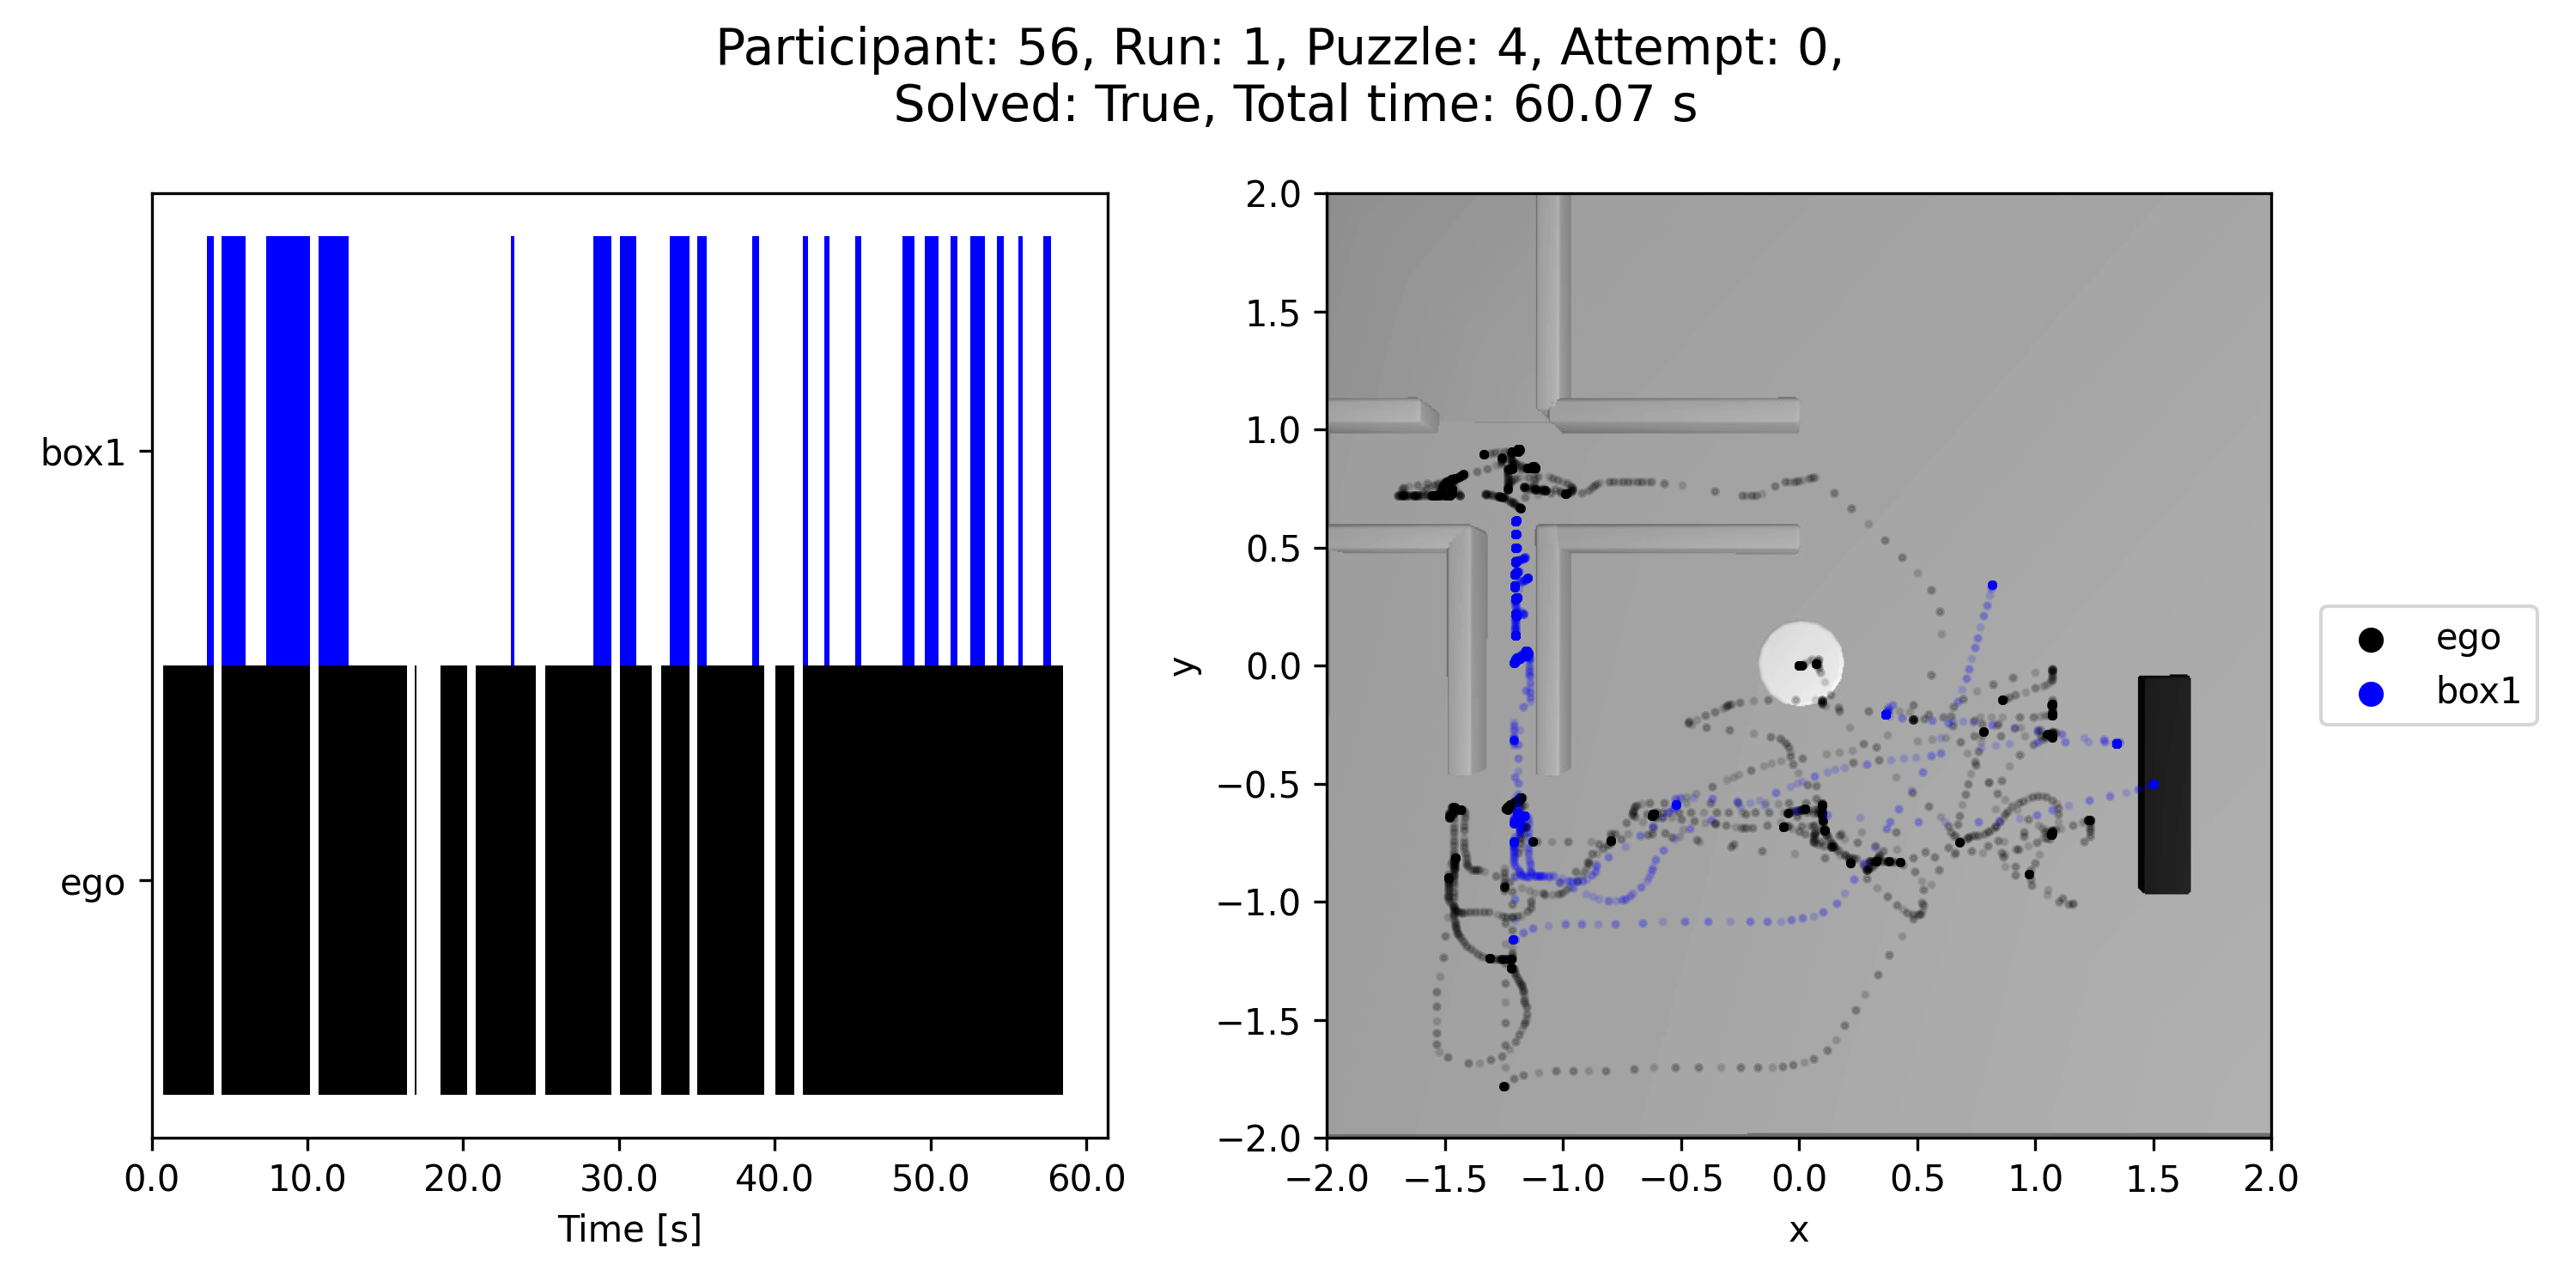 Participant: 56, Run: 1, Puzzle: 4, Attempt: 0,
Solved: True, Total time: 60.07 s
box1
ego
0.0 10.0 20.0 30.0 40.0 50.0 60.0
Time [s]
2.0
1.5
1.0
0.5
0.0
−0.5
−1.0
−1.5
−2.0
y
−2.0 −1.5 −1.0 −0.5 0.0 0.5 1.0 1.5 2.0
x
ego
box1